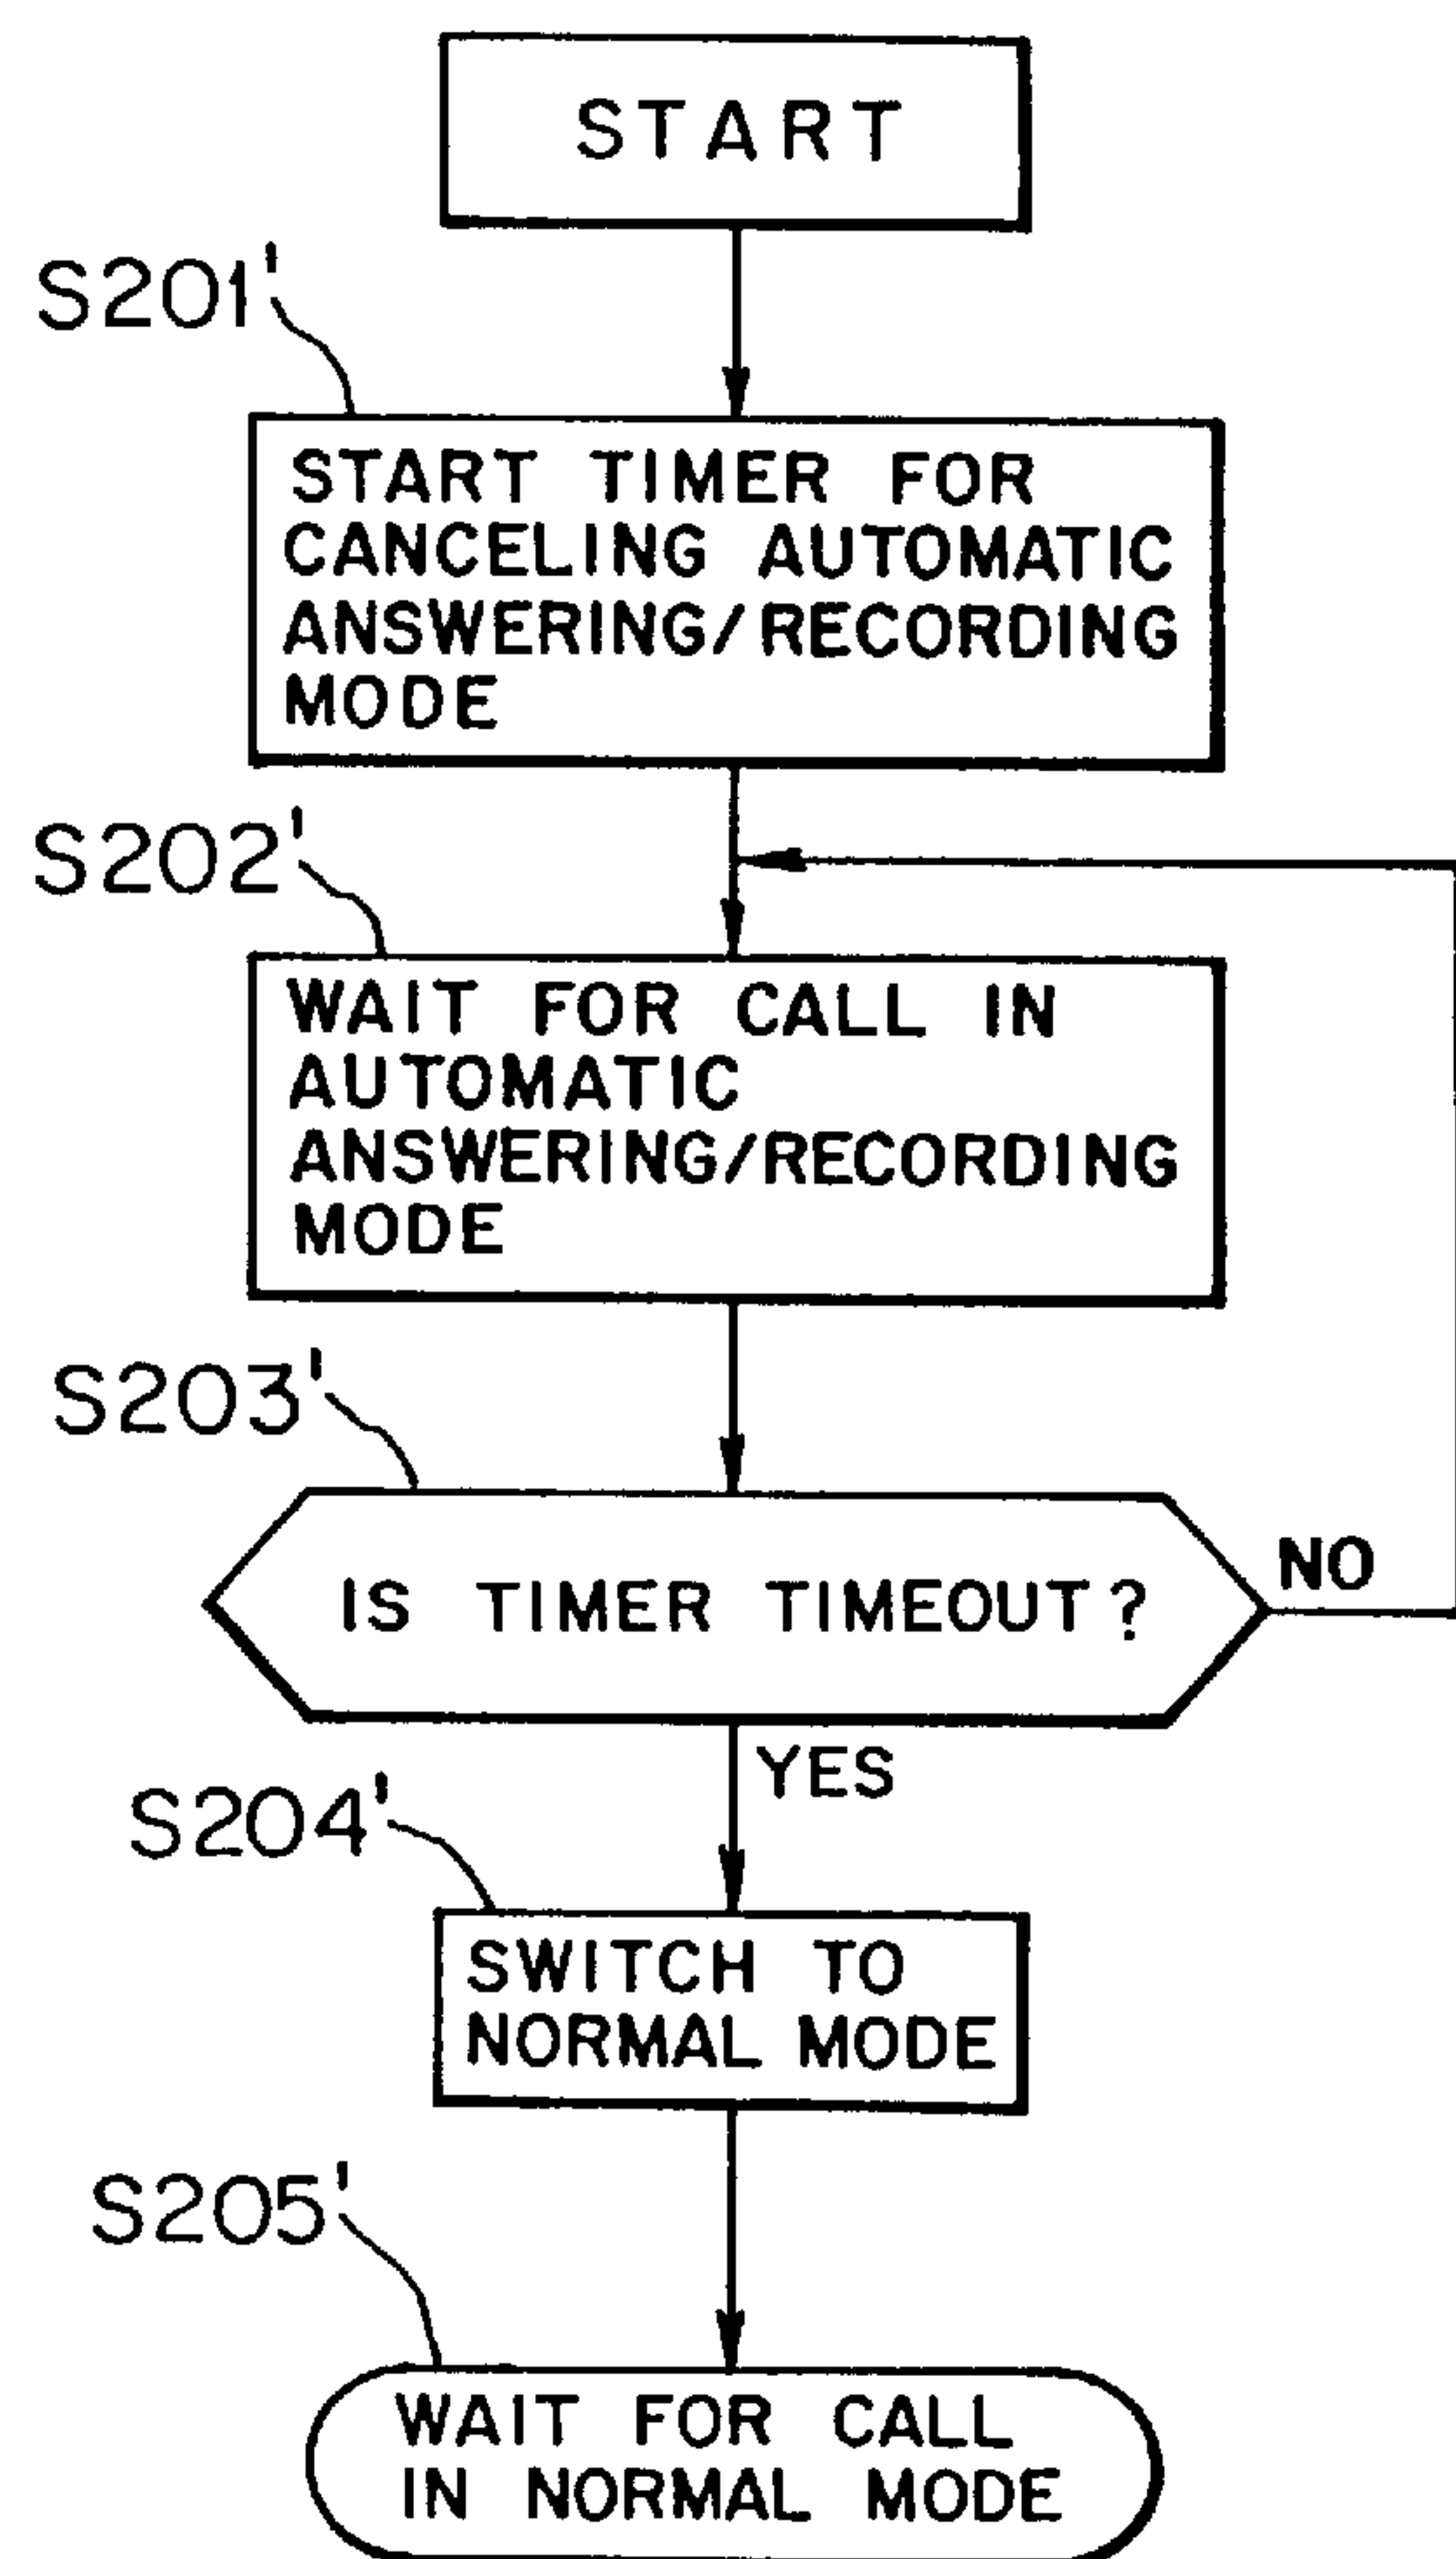 START
S201'
START TIMER FOR
CANCELING AUTOMATIC
ANSWERING/RECORDING
MODE
S202'
WAIT FOR CALL IN
AUTOMATIC
ANSWERING/RECORDING
MODE
S203'
IS TIMER TIMEOUT?
NO
YES
S204'
SWITCH TO
NORMAL MODE
S205'
WAIT FOR CALL
IN NORMAL MODE